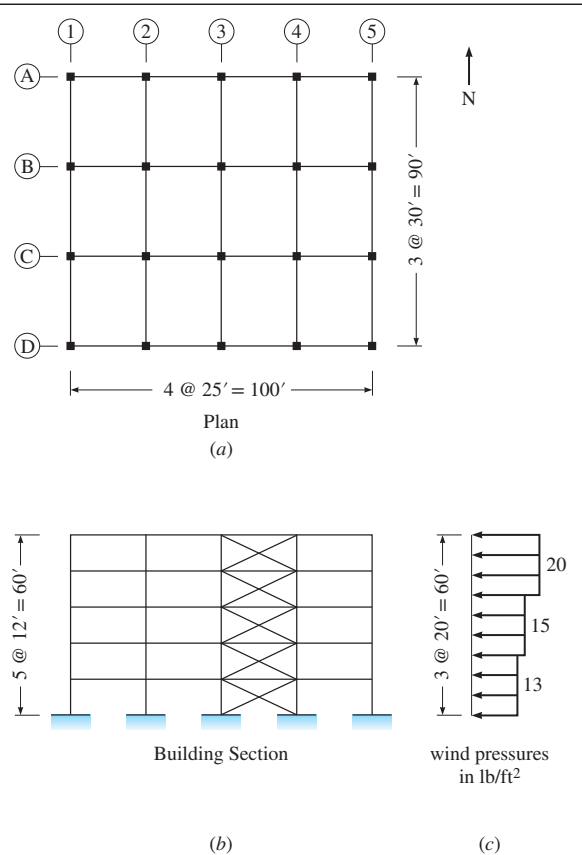 1 2 3 4 5
A
N
B
3 @ 30′ = 90′
C
D
4 @ 25′ = 100′
Plan
(a)
5 @ 12′ = 60′
3 @ 20′ = 60′
20
15
13
Building Section
wind pressures
in lb/ft²
(b)
(c)